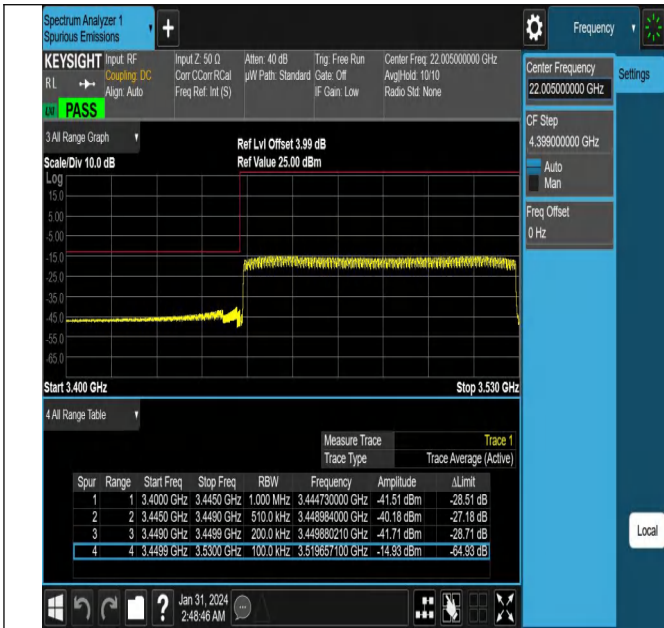 Spectrum Analyzer 1
Spurious Emissions
+
Frequency
KEYSIGHT
RL
Input: RF
Coupling: DC
Align: Auto
Input Z: 50 Ω
Corr CCorr RCal
Freq Ref: Int (S)
Atten: 40 dB
µW Path: Standard
Trig: Free Run
Gate: Off
IF Gain: Low
Center Freq: 22.005000000 GHz
Avg|Hold: 10/10
Radio Std: None
PASS
Center Frequency
22.005000000 GHz
Settings
CF Step
4.399000000 GHz
Auto
Man
Freq Offset
0 Hz
3 All Range Graph
Scale/Div 10.0 dB
Ref Lvl Offset 3.99 dB
Ref Value 25.00 dBm
Log
15.0
5.00
-5.00
-15.0
-25.0
-35.0
-45.0
-55.0
-65.0
Start 3.400 GHz
Stop 3.530 GHz
4 All Range Table
Measure Trace Trace 1
Trace Type Trace Average (Active)
Spur Range Start Freq Stop Freq RBW Frequency Amplitude ΔLimit
1 1 3.4000 GHz 3.4450 GHz 1.000 MHz 3.444730000 GHz -41.51 dBm -28.51 dB
2 2 3.4450 GHz 3.4490 GHz 510.0 kHz 3.448984000 GHz -40.18 dBm -27.18 dB
3 3 3.4490 GHz 3.4499 GHz 200.0 kHz 3.449880210 GHz -41.71 dBm -28.71 dB
4 4 3.4499 GHz 3.5300 GHz 100.0 kHz 3.519657100 GHz -14.93 dBm -64.93 dB
Local
?
Jan 31, 2024
2:48:46 AM